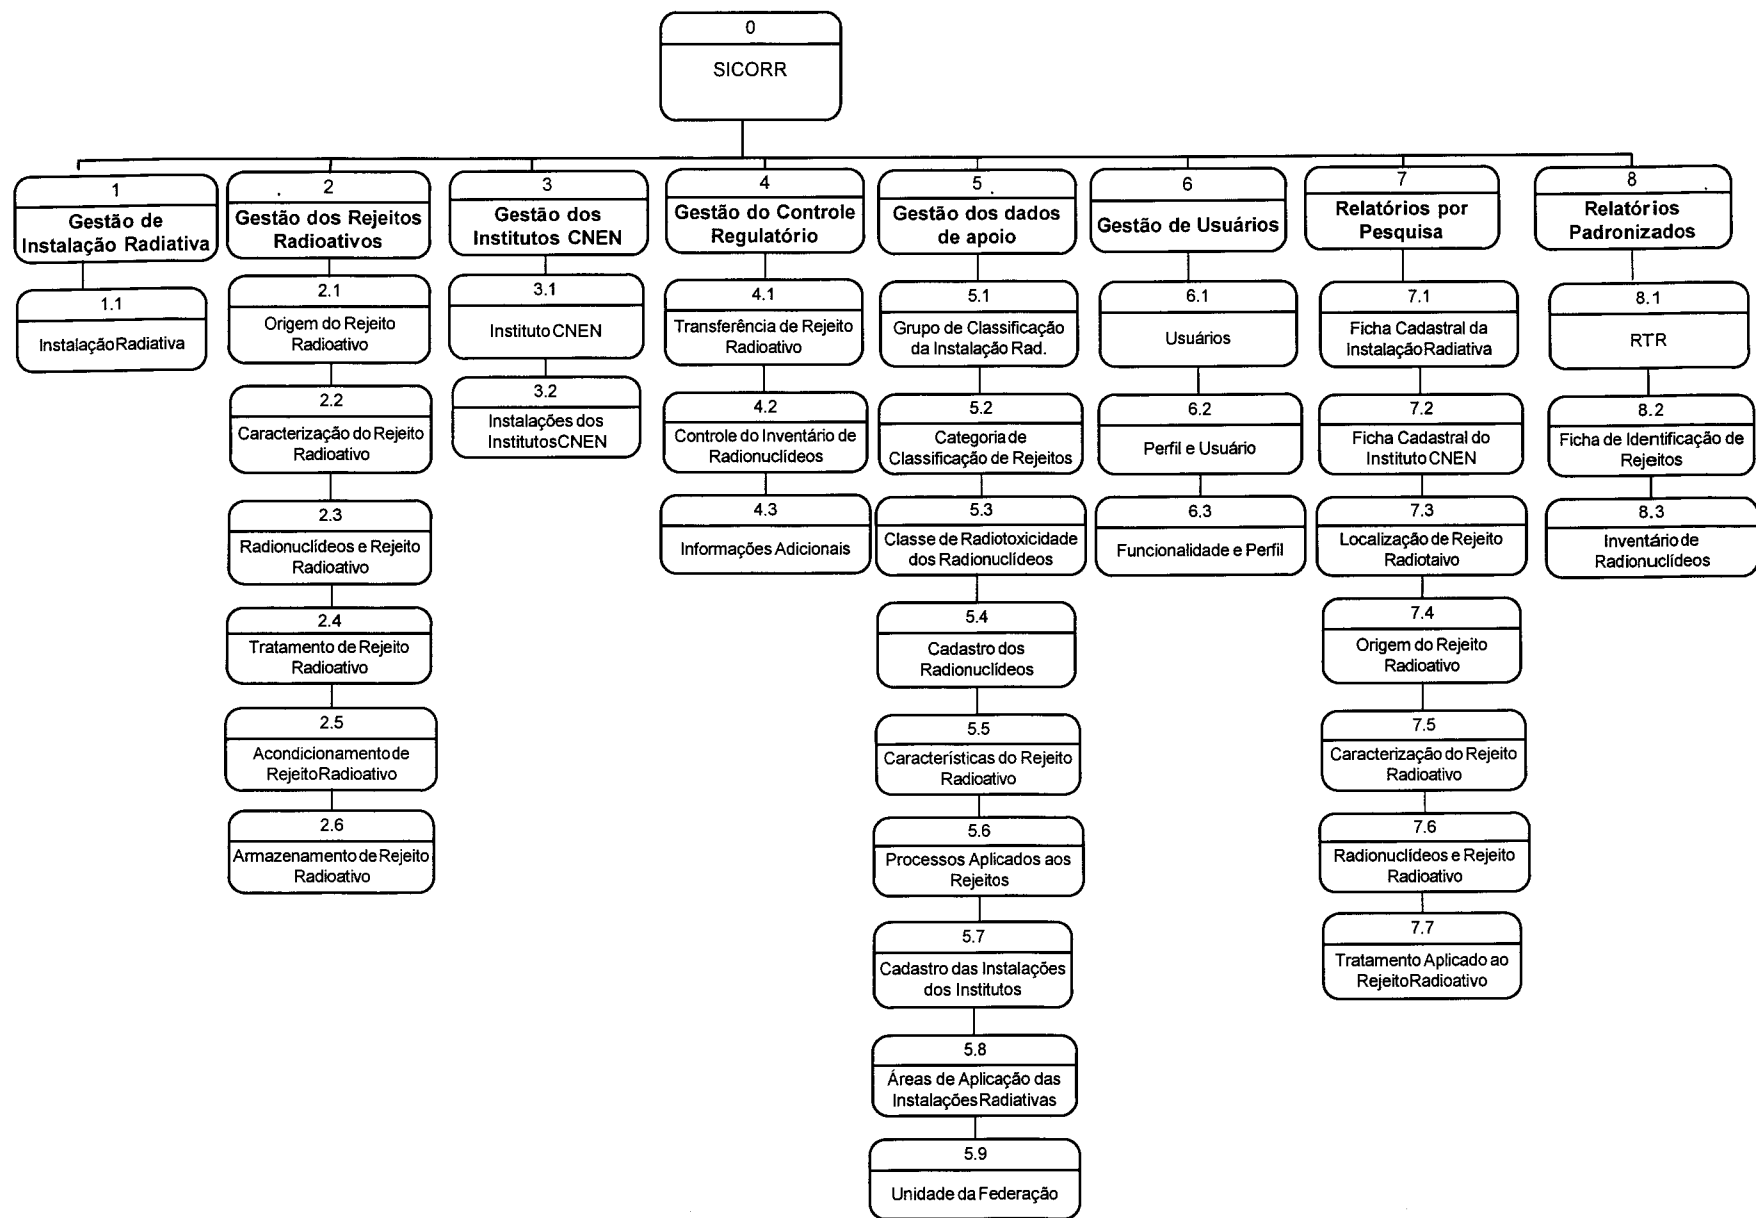 0
SICORR
1
Gestão de
Instalação Radiativa
1.1
Instalação Radiativa
2
Gestão dos Rejeitos
Radioativos
2.1
Origem do Rejeito
Radioativo
2.2
Caracterização do Rejeito
Radioativo
2.3
Radionuclídeos e Rejeito
Radioativo
2.4
Tratamento de Rejeito
Radioativo
2.5
Acondicionamento de
Rejeito Radioativo
2.6
Armazenamento de Rejeito
Radioativo
3
Gestão dos
Institutos CNEN
3.1
Instituto CNEN
3.2
Instalações dos
Institutos CNEN
4
Gestão do Controle
Regulatório
4.1
Transferência de Rejeito
Radioativo
4.2
Controle do Inventário de
Radionuclídeos
4.3
Informações Adicionais
5
Gestão dos dados
de apoio
5.1
Grupo de Classificação
da Instalação Rad.
5.2
Categoria de
Classificação de Rejeitos
5.3
Classe de Radiotoxicidade
dos Radionuclídeos
5.4
Cadastro dos
Radionuclídeos
5.5
Características do Rejeito
Radioativo
5.6
Processos Aplicados aos
Rejeitos
5.7
Cadastro das Instalações
dos Institutos
5.8
Áreas de Aplicação das
Instalações Radiativas
5.9
Unidade da Federação
6
Gestão de Usuários
6.1
Usuários
6.2
Perfil e Usuário
6.3
Funcionalidade e Perfil
7
Relatórios por
Pesquisa
7.1
Ficha Cadastral da
Instalação Radiativa
7.2
Ficha Cadastral do
Instituto CNEN
7.3
Localização de Rejeito
Radiotaivo
7.4
Origem do Rejeito
Radioativo
7.5
Caracterização do Rejeito
Radioativo
7.6
Radionuclídeos e Rejeito
Radioativo
7.7
Tratamento Aplicado ao
Rejeito Radioativo
8
Relatórios
Padronizados
8.1
RTR
8.2
Ficha de Identificação de
Rejeitos
8.3
Inventário de
Radionuclídeos